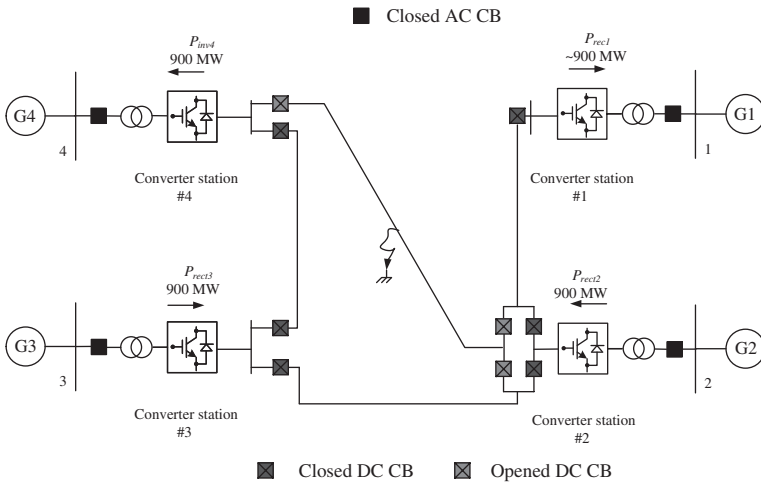 Closed AC CB
P_inv4
900 MW
P_rec1
~900 MW
G4
G1
4
1
Converter station
#4
Converter station
#1
P_rect3
900 MW
P_rect2
900 MW
G3
G2
3
2
Converter station
#3
Converter station
#2
Closed DC CB
Opened DC CB